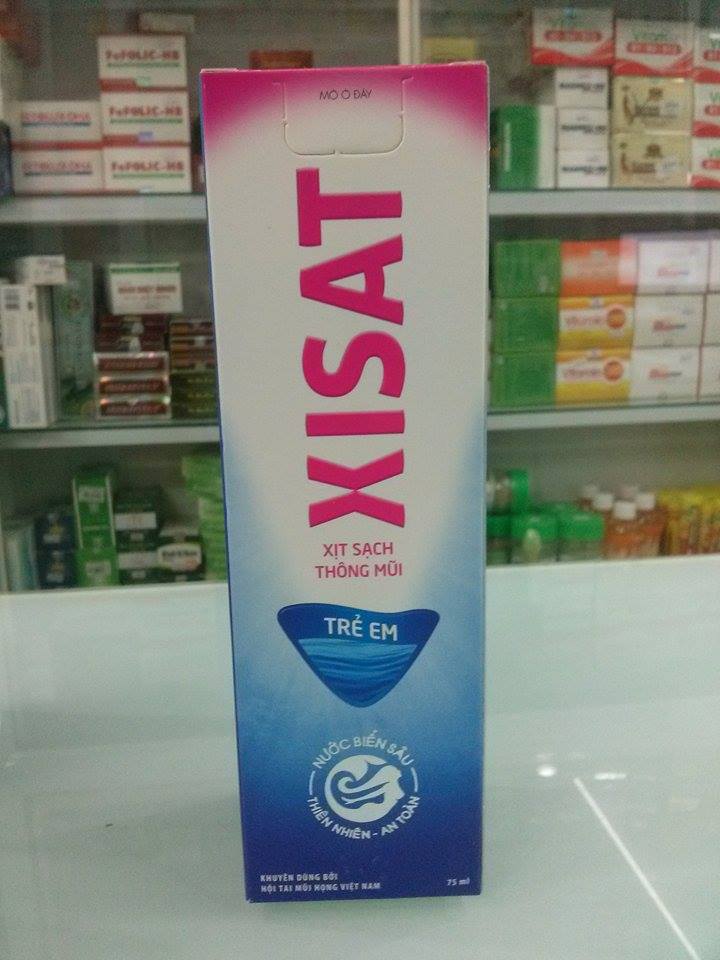 MỞ Ở ĐÂY
XISAT
XỊT SẠCH
THÔNG MŨI
TRẺ EM
NƯỚC BIỂN SÂU
THIÊN NHIÊN - AN TOÀN
KHUYÊN DÙNG BỞI
HỘI TAI MŨI HỌNG VIỆT NAM
75 ml
FeFOLIC-HB
FeFOLIC-HB
FeFOLIC-HB